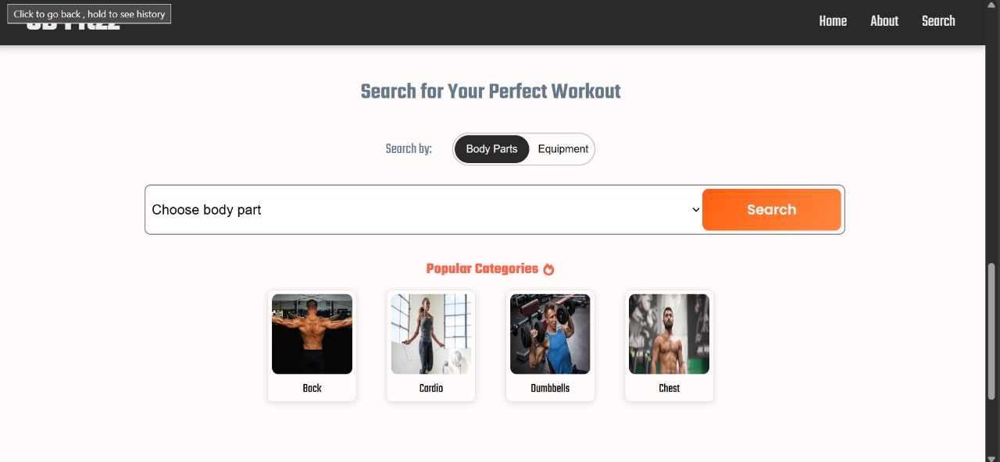 Click to go back , hold to see history
Home
About
Search
Search for Your Perfect Workout
Search by:
Body Parts
Equipment
Choose body part
Search
Popular Categories
Back
Cardio
Dumbbells
Chest